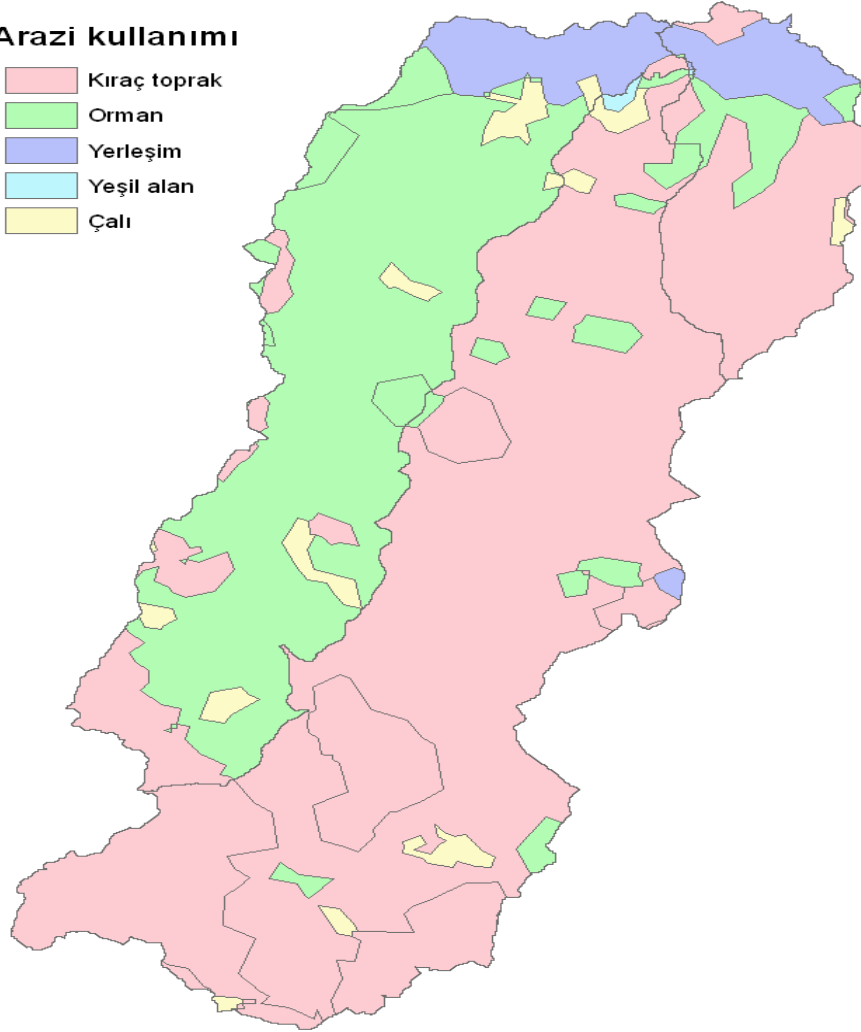 Arazi kullanımı
Kıraç toprak
Orman
Yerleşim
Yeşil alan
Çalı